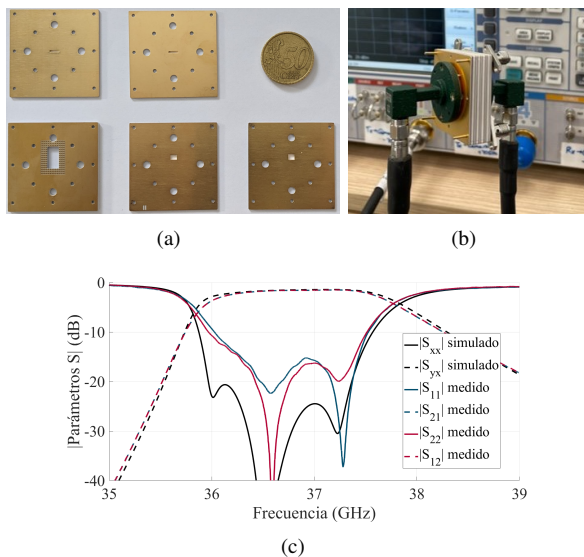 50
(a)
(b)
|Parámetros S| (dB)
0
-10
-20
-30
-40
35
36
37
38
39
Frecuencia (GHz)
|Sxx| simulado
|Syx| simulado
|S11| medido
|S21| medido
|S22| medido
|S12| medido
(c)